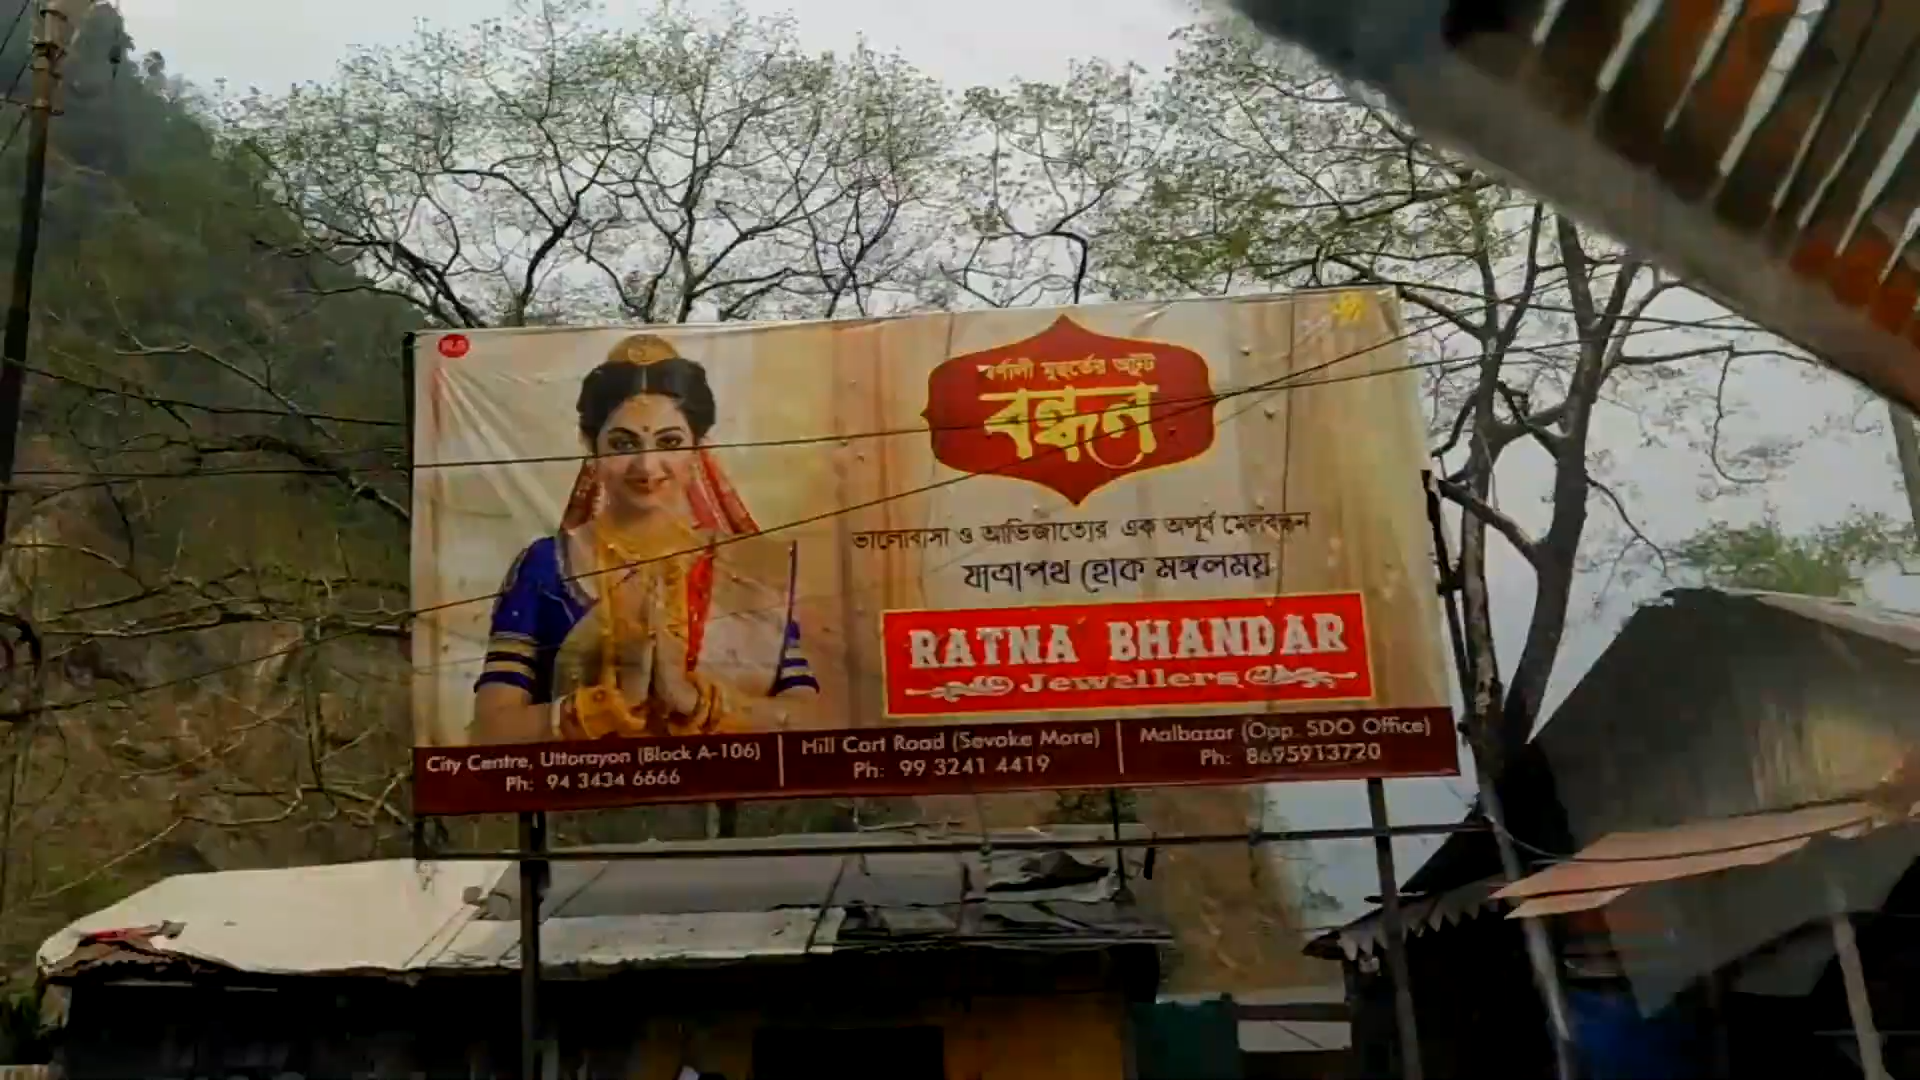 R.B
বর্ণালী মুহূর্তের অটুট
বন্ধন
ভালোবাসা ও আভিজাত্যের এক অপূর্ব মেলবন্ধন
যাত্রাপথ হোক মঙ্গলময়
RATNA BHANDAR
Jewellers
City Centre, Uttorayon (Block A-106)
Ph: 94 3434 6666
Hill Cart Road (Sevoke More)
Ph: 99 3241 4419
Malbazar (Opp. SDO Office)
Ph: 8695913720